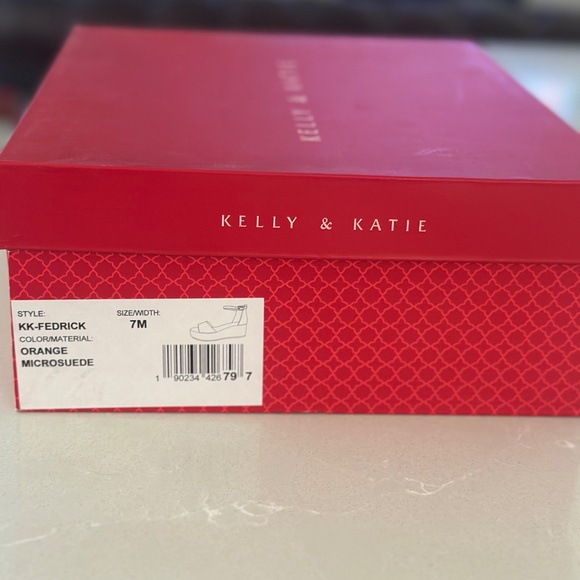 KELLY & KATIE
KELLY & KATIE
STYLE:
KK-FEDRICK
SIZE/WIDTH:
7M
COLOR/MATERIAL:
ORANGE
MICROSUEDE
1 90234 42679 7